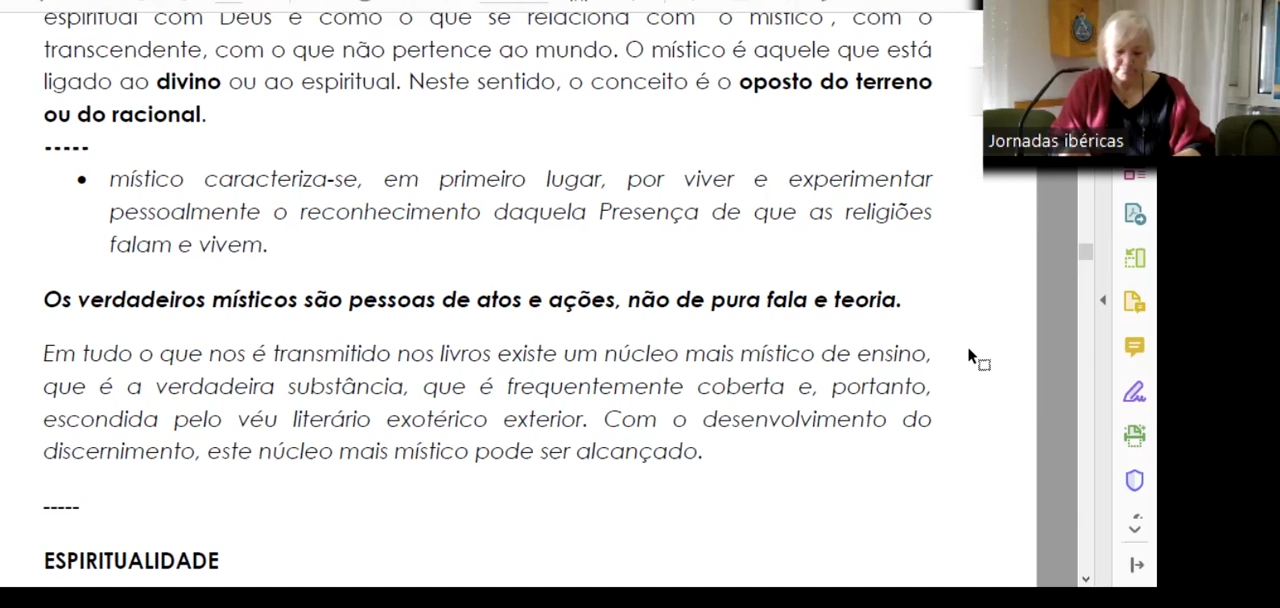 espiritual com Deus e como o que se relaciona com "o místico", com o
transcendente, com o que não pertence ao mundo. O místico é aquele que está
ligado ao divino ou ao espiritual. Neste sentido, o conceito é o oposto do terreno
ou do racional.
-----
• místico caracteriza-se, em primeiro lugar, por viver e experimentar
pessoalmente o reconhecimento daquela Presença de que as religiões
falam e vivem.
Os verdadeiros místicos são pessoas de atos e ações, não de pura fala e teoria.
Em tudo o que nos é transmitido nos livros existe um núcleo mais místico de ensino,
que é a verdadeira substância, que é frequentemente coberta e, portanto,
escondida pelo véu literário exotérico exterior. Com o desenvolvimento do
discernimento, este núcleo mais místico pode ser alcançado.
-----
ESPIRITUALIDADE
Jornadas ibéricas